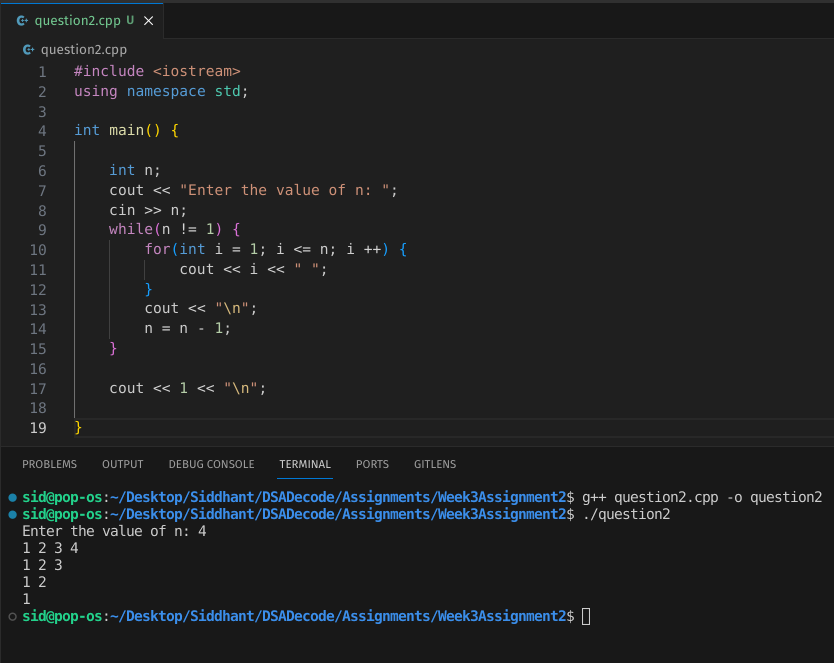 question2.cpp U ×
question2.cpp
1 #include <iostream>
2 using namespace std;
3
4 int main() {
5
6     int n;
7     cout << "Enter the value of n: ";
8     cin >> n;
9     while(n != 1) {
10         for(int i = 1; i <= n; i ++) {
11             cout << i << " ";
12         }
13         cout << "\n";
14         n = n - 1;
15     }
16
17     cout << 1 << "\n";
18
19 }
PROBLEMS OUTPUT DEBUG CONSOLE TERMINAL PORTS GITLENS
sid@pop-os:~/Desktop/Siddhant/DSADecode/Assignments/Week3Assignment2$ g++ question2.cpp -o question2
sid@pop-os:~/Desktop/Siddhant/DSADecode/Assignments/Week3Assignment2$ ./question2
Enter the value of n: 4
1 2 3 4
1 2 3
1 2
1
sid@pop-os:~/Desktop/Siddhant/DSADecode/Assignments/Week3Assignment2$